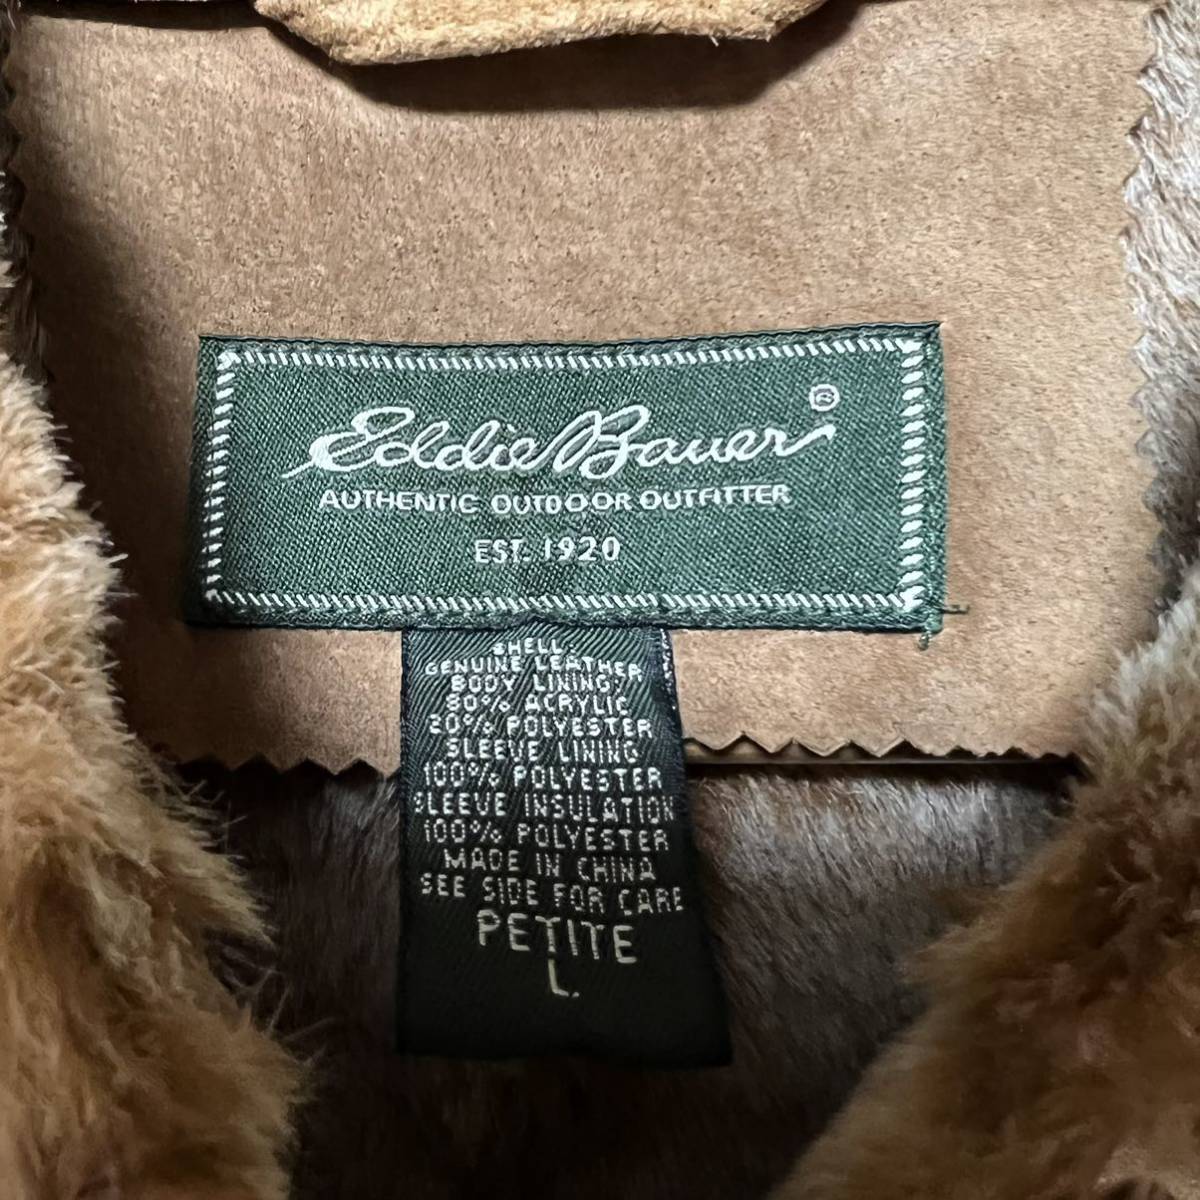 Eddie Bauer®
AUTHENTIC OUTDOOR OUTFITTER
EST. 1920
SHELL:
GENUINE LEATHER
BODY LINING:
80% ACRYLIC
20% POLYESTER
SLEEVE LINING
100% POLYESTER
SLEEVE INSULATION
100% POLYESTER
MADE IN CHINA
SEE SIDE FOR CARE
PETITE
L.